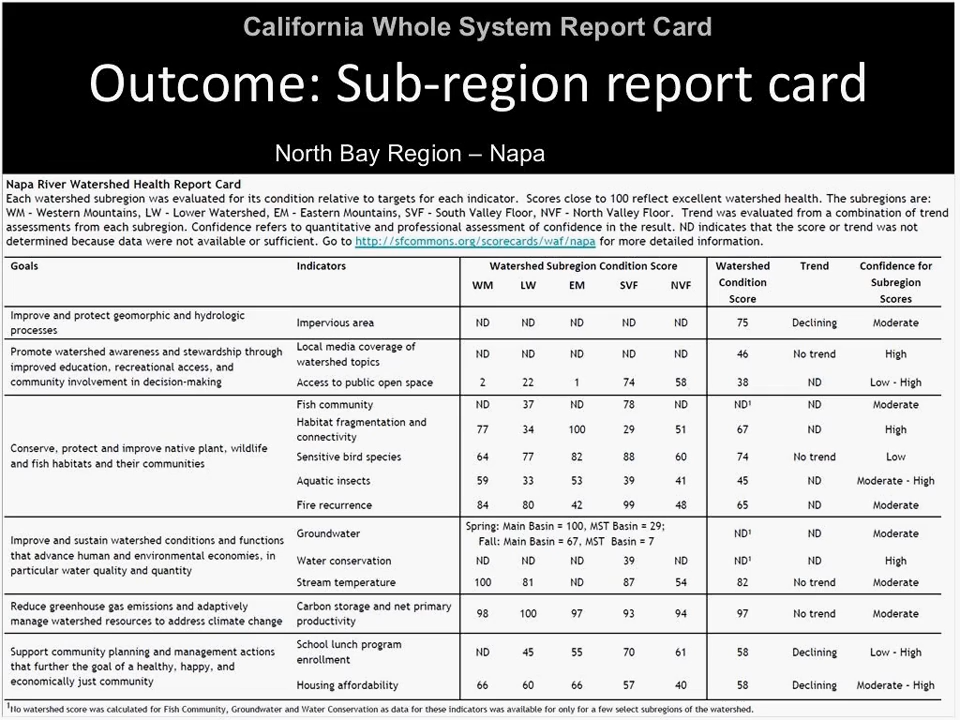 California Whole System Report Card
Outcome: Sub-region report card
North Bay Region – Napa
Napa River Watershed Health Report Card
Each watershed subregion was evaluated for its condition relative to targets for each indicator. Scores close to 100 reflect excellent watershed health. The subregions are:
WM - Western Mountains, LW - Lower Watershed, EM - Eastern Mountains, SVF - South Valley Floor, NVF - North Valley Floor. Trend was evaluated from a combination of trend
assessments from each subregion. Confidence refers to quantitative and professional assessment of confidence in the result. ND indicates that the score or trend was not
determined because data were not available or sufficient. Go to http://sfcommons.org/scorecards/waf/napa for more detailed information.
Goals Indicators Watershed Subregion Condition Score Watershed Condition Score Trend Confidence for Subregion Scores
WM LW EM SVF NVF
Improve and protect geomorphic and hydrologic
processes
Impervious area ND ND ND ND ND 75 Declining Moderate
Promote watershed awareness and stewardship through
improved education, recreational access, and
community involvement in decision-making
Local media coverage of
watershed topics ND ND ND ND ND 46 No trend High
Access to public open space 2 22 1 74 58 38 ND Low - High
Conserve, protect and improve native plant, wildlife
and fish habitats and their communities
Fish community ND 37 ND 78 ND ND¹ ND Moderate
Habitat fragmentation and
connectivity 77 34 100 29 51 67 ND High
Sensitive bird species 64 77 82 88 60 74 No trend Low
Aquatic insects 59 33 53 39 41 45 ND Moderate - High
Fire recurrence 84 80 42 99 48 65 ND Moderate
Improve and sustain watershed conditions and functions
that advance human and environmental economies, in
particular water quality and quantity
Groundwater Spring: Main Basin = 100, MST Basin = 29;
Fall: Main Basin = 67, MST Basin = 7 ND¹ ND Moderate
Water conservation ND ND ND 39 ND ND¹ ND High
Stream temperature 100 81 ND 87 54 82 No trend Moderate
Reduce greenhouse gas emissions and adaptively
manage watershed resources to address climate change
Carbon storage and net primary
productivity 98 100 97 93 94 97 No trend Moderate
Support community planning and management actions
that further the goal of a healthy, happy, and
economically just community
School lunch program
enrollment ND 45 55 70 61 58 Declining Low - High
Housing affordability 66 60 66 57 40 58 Declining Moderate - High
¹No watershed score was calculated for Fish Community, Groundwater and Water Conservation as data for these indicators was available for only for a few select subregions of the watershed.